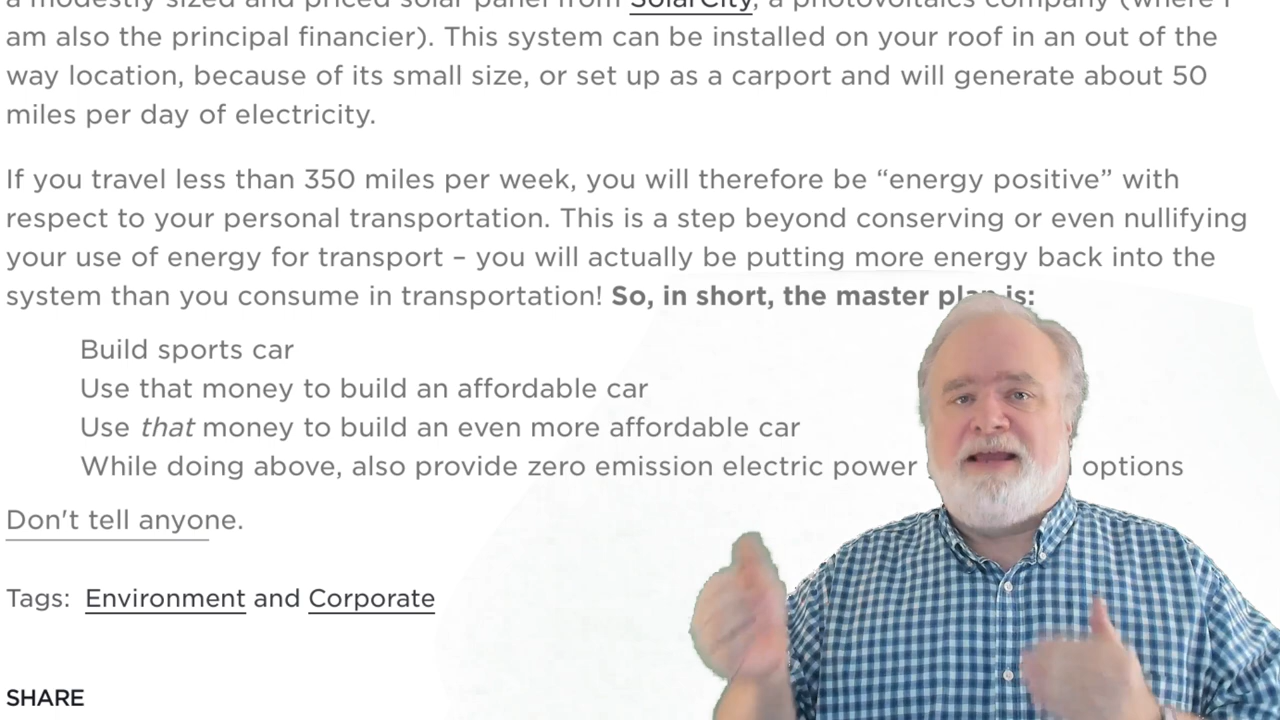 a modestly sized and priced solar panel from SolarCity, a photovoltaics company (where I
am also the principal financier). This system can be installed on your roof in an out of the
way location, because of its small size, or set up as a carport and will generate about 50
miles per day of electricity.
If you travel less than 350 miles per week, you will therefore be “energy positive” with
respect to your personal transportation. This is a step beyond conserving or even nullifying
your use of energy for transport – you will actually be putting more energy back into the
system than you consume in transportation! So, in short, the master plan is:
Build sports car
Use that money to build an affordable car
Use that money to build an even more affordable car
While doing above, also provide zero emission electric power options
Don't tell anyone.
Tags: Environment and Corporate
SHARE